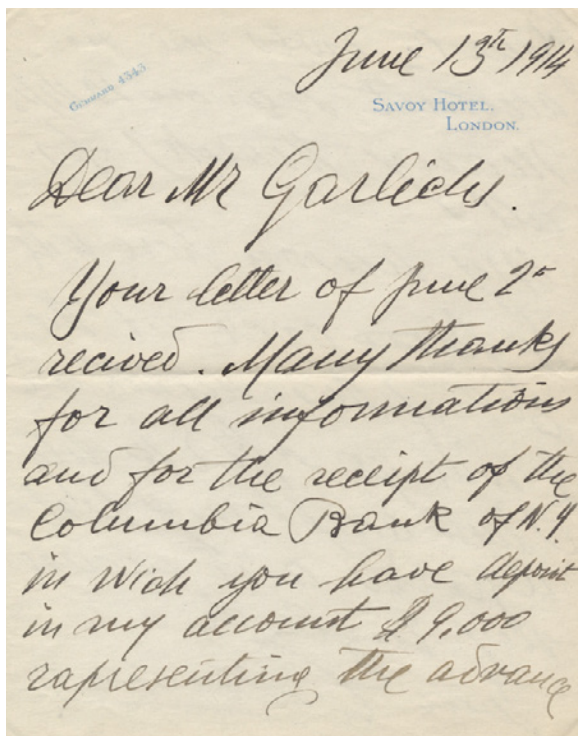 June 13th 1914
Gerrard 4343
Savoy Hotel,
London.
Dear Mr Garlichs.
Your letter of June 2d
recived. Many thanks
for all informations
and for the receipt of the
Columbia Bank of N.Y.
in wich you have deposit
in my account $ 9,000
rapresenting the advance